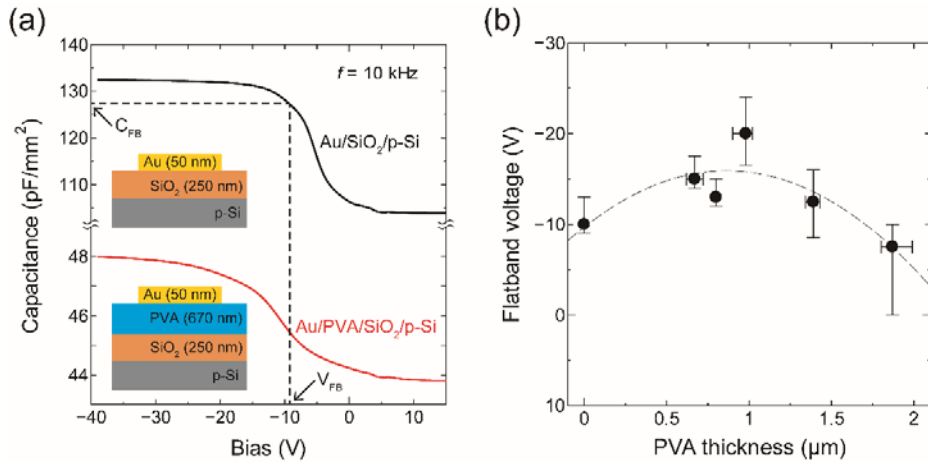 (a)
140
130
120
110
48
46
44
Capacitance (pF/mm²)
f = 10 kHz
C_FB
Au/SiO₂/p-Si
Au (50 nm)
SiO₂ (250 nm)
p-Si
Au (50 nm)
PVA (670 nm)
SiO₂ (250 nm)
p-Si
Au/PVA/SiO₂/p-Si
V_FB
−40 −30 −20 −10 0 10
Bias (V)
(b)
−30
−20
−10
0
10
Flatband voltage (V)
0 0.5 1 1.5 2
PVA thickness (μm)